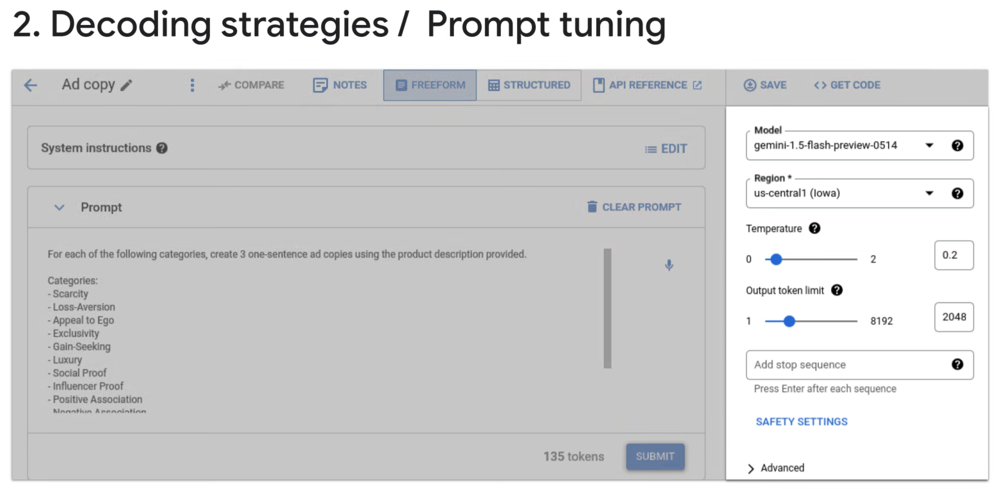 2. Decoding strategies / Prompt tuning
Ad copy
COMPARE
NOTES
FREEFORM
STRUCTURED
API REFERENCE
SAVE
<> GET CODE
System instructions
EDIT
Prompt
CLEAR PROMPT
For each of the following categories, create 3 one-sentence ad copies using the product description provided.
Categories:
- Scarcity
- Loss-Aversion
- Appeal to Ego
- Exclusivity
- Gain-Seeking
- Luxury
- Social Proof
- Influencer Proof
- Positive Association
Negative Association
135 tokens
SUBMIT
Model
gemini-1.5-flash-preview-0514
Region *
us-central1 (Iowa)
Temperature
0 2 0.2
Output token limit
1 8192 2048
Add stop sequence
Press Enter after each sequence
SAFETY SETTINGS
Advanced